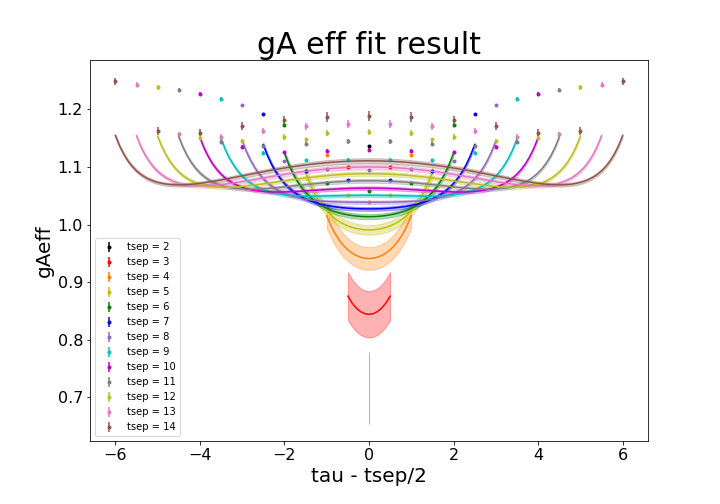 gA eff fit result
1.2
1.1
1.0
0.9
0.8
0.7
gAeff
tsep = 2
tsep = 3
tsep = 4
tsep = 5
tsep = 6
tsep = 7
tsep = 8
tsep = 9
tsep = 10
tsep = 11
tsep = 12
tsep = 13
tsep = 14
−6 −4 −2 0 2 4 6
tau - tsep/2